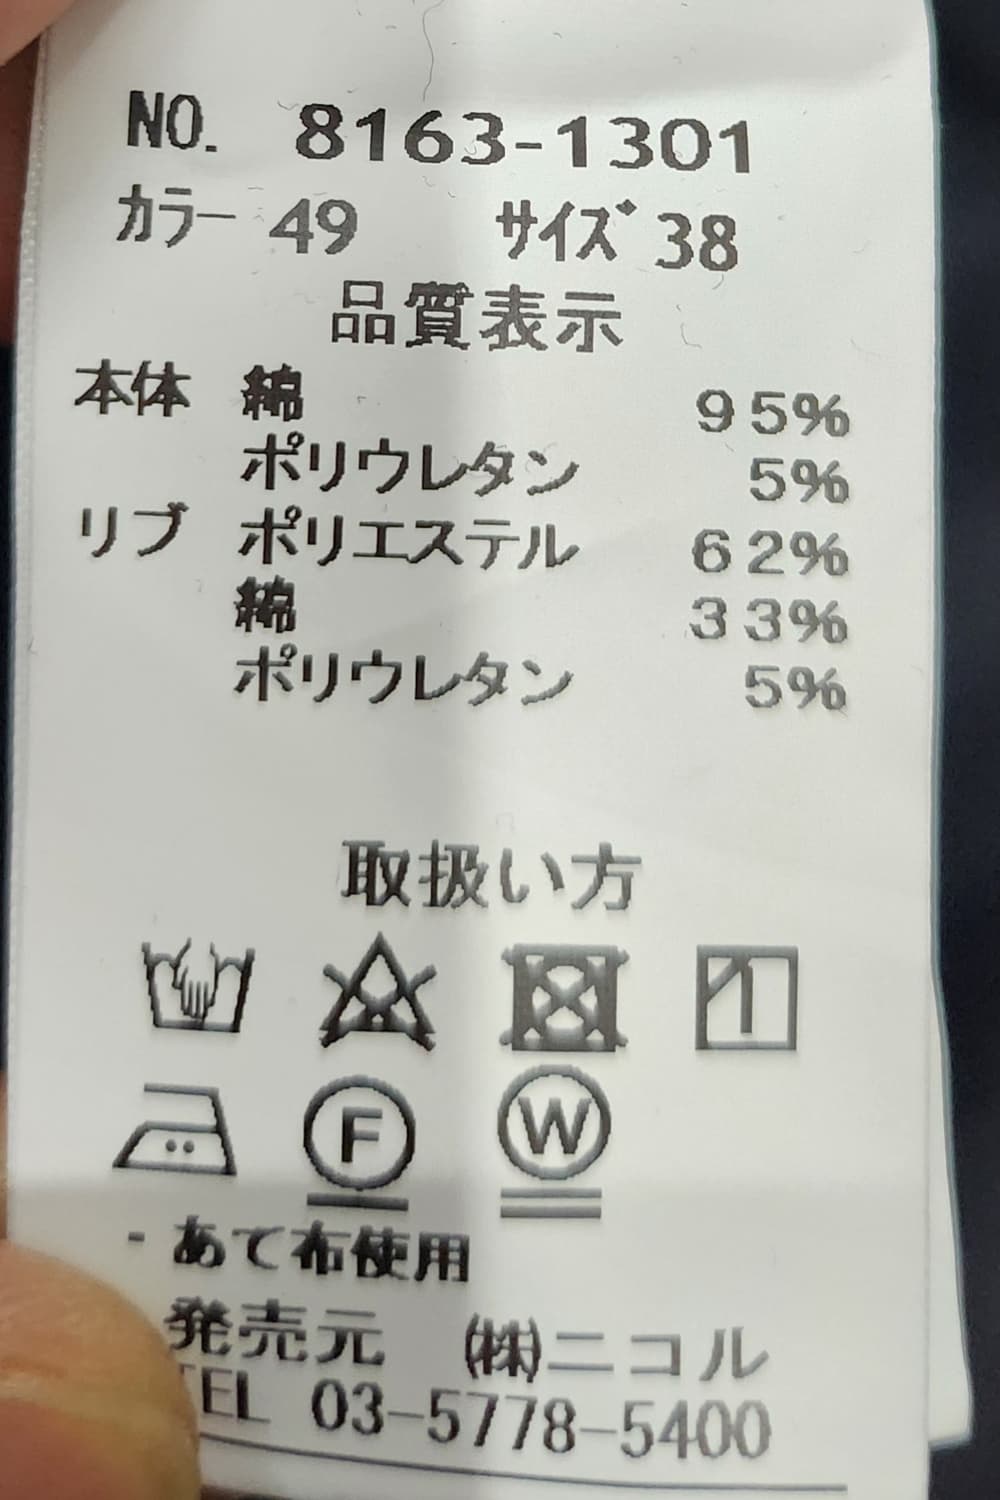 NO. 8163-1301
カラー 49 サイズ 38
品質表示
本体 綿 95%
ポリウレタン 5%
リブ ポリエステル 62%
綿 33%
ポリウレタン 5%
取扱い方
F W
- あて布使用
発売元 (株)ニコル
TEL 03-5778-5400